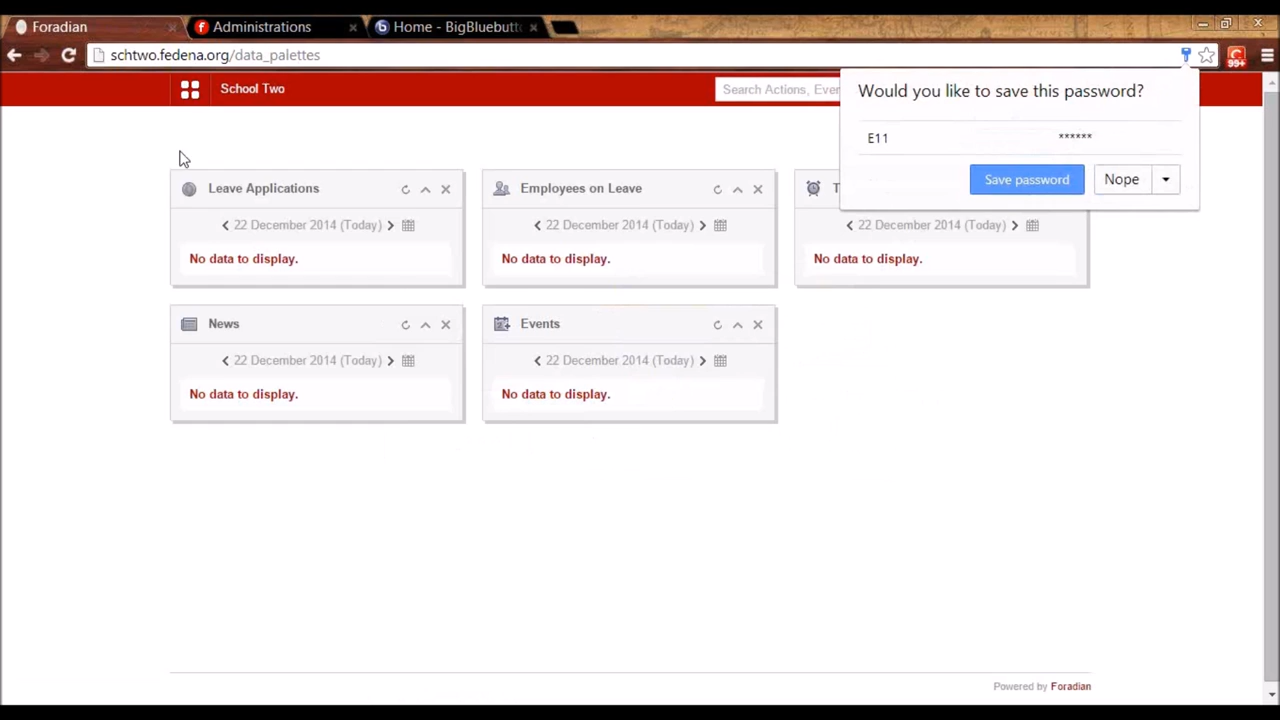 Foradian
Administrations
Home - BigBluebutt
schtwo.fedena.org/data_palettes
99+
School Two
Search Actions, Eve
Would you like to save this password?
E11 ******
Save password Nope
Leave Applications
22 December 2014 (Today)
No data to display.
Employees on Leave
22 December 2014 (Today)
No data to display.
T
22 December 2014 (Today)
No data to display.
News
22 December 2014 (Today)
No data to display.
Events
22 December 2014 (Today)
No data to display.
Powered by Foradian